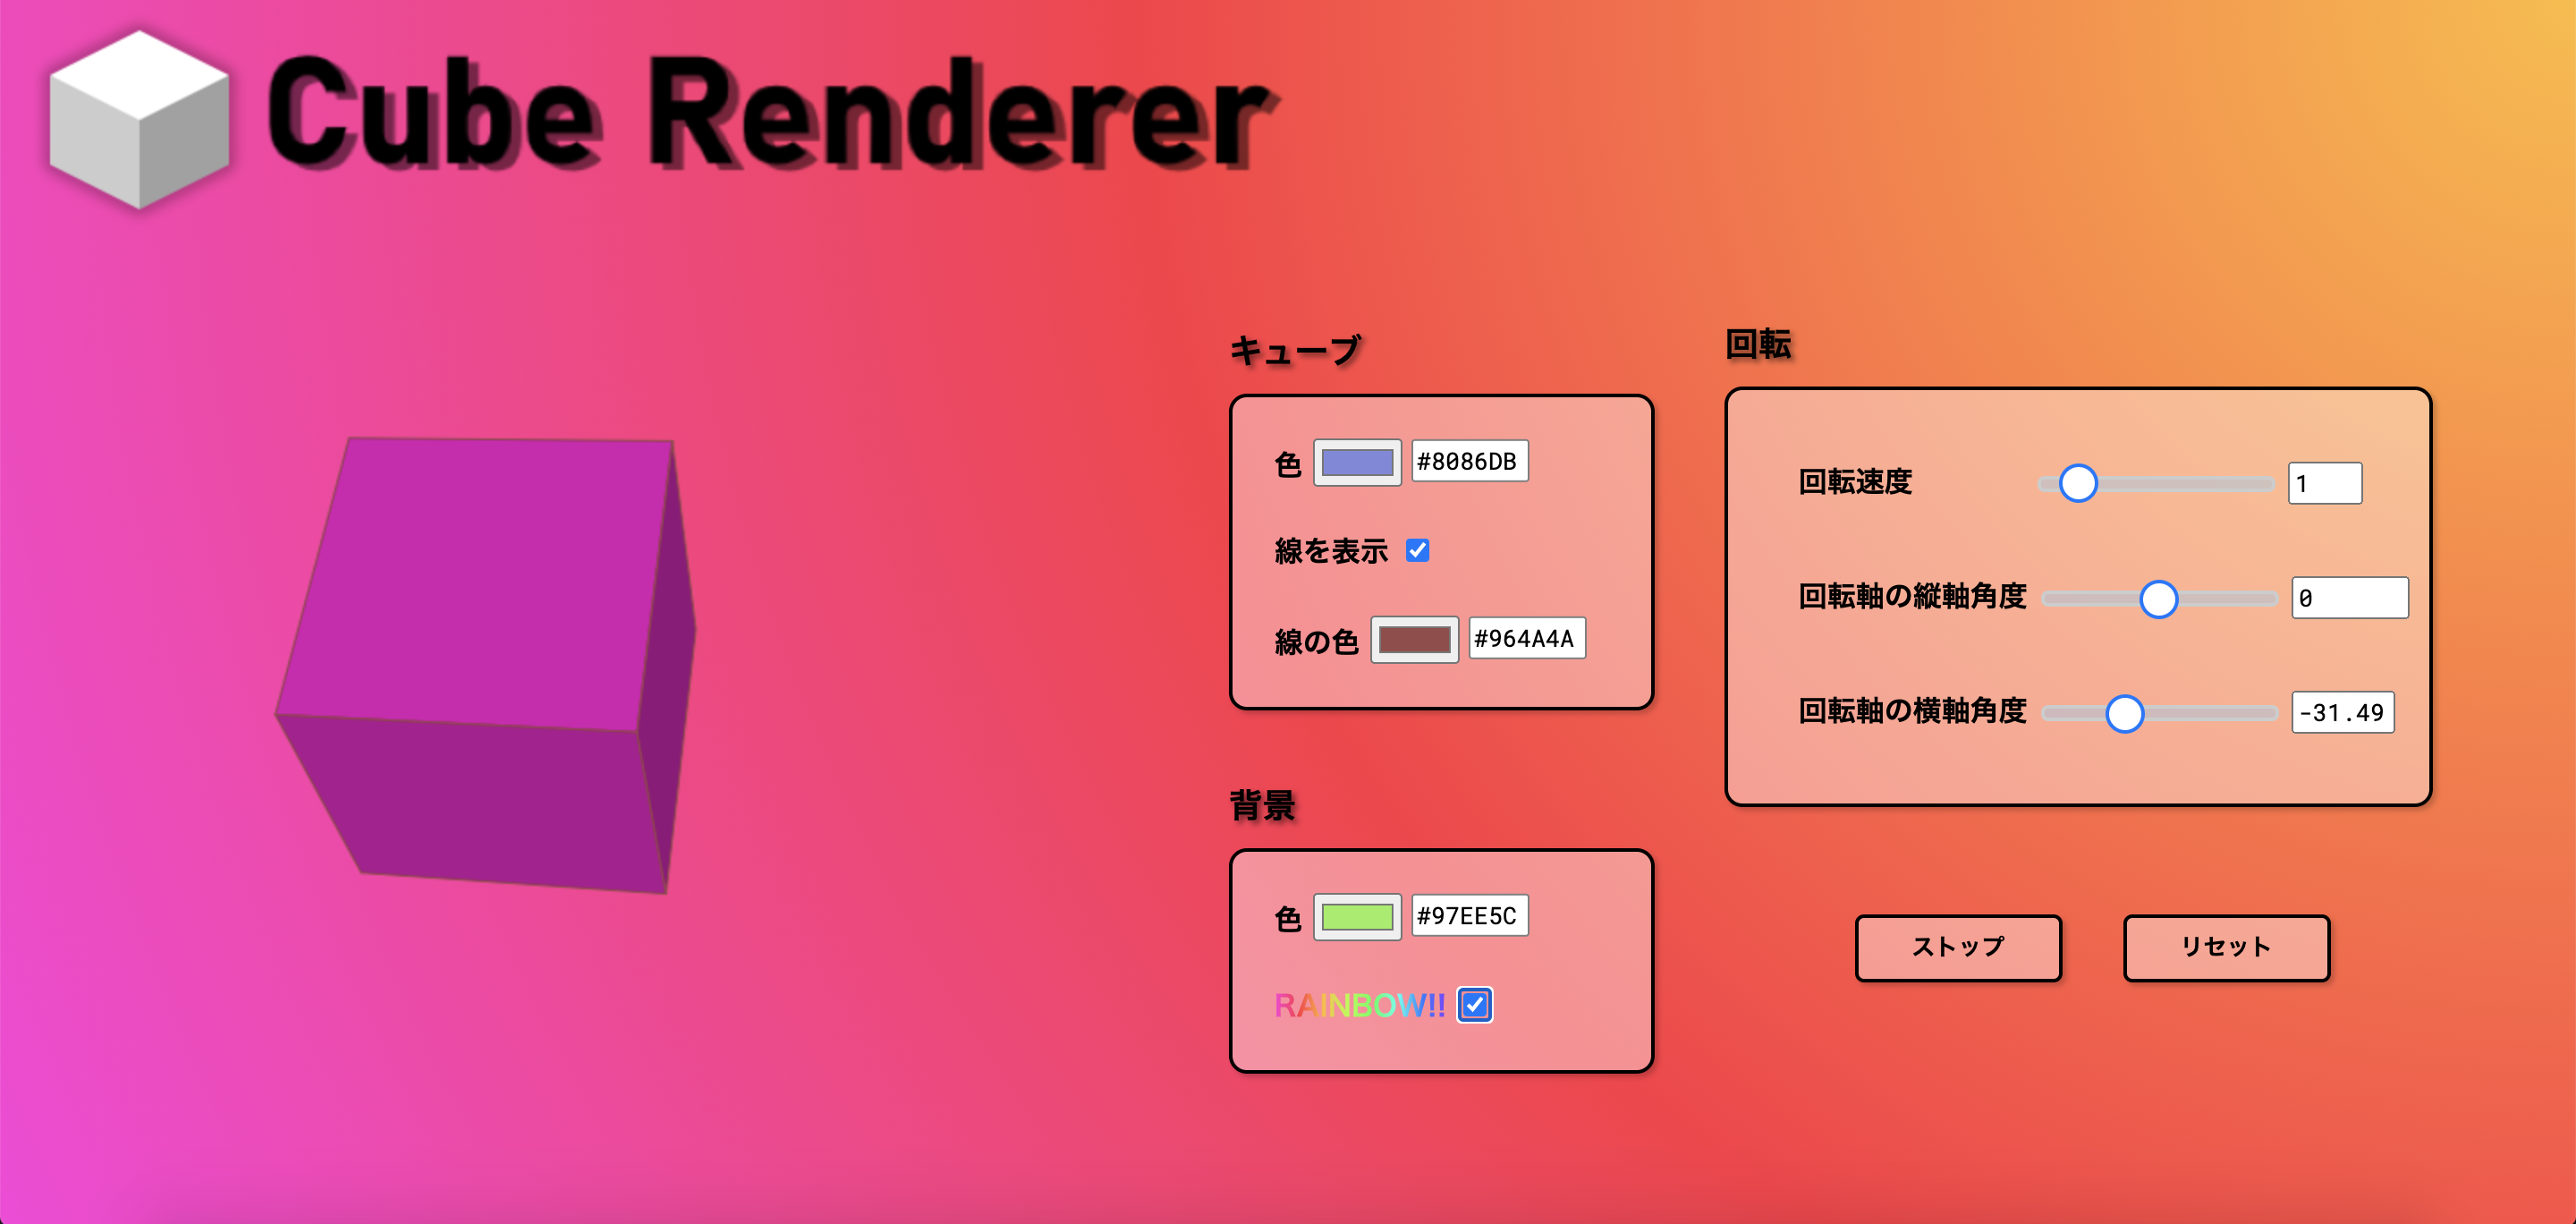 Cube Renderer
キューブ
色 #8086DB
線を表示
線の色 #964A4A
背景
色 #97EE5C
RAINBOW!!
回転
回転速度 1
回転軸の縦軸角度 0
回転軸の横軸角度 -31.49
ストップ リセット